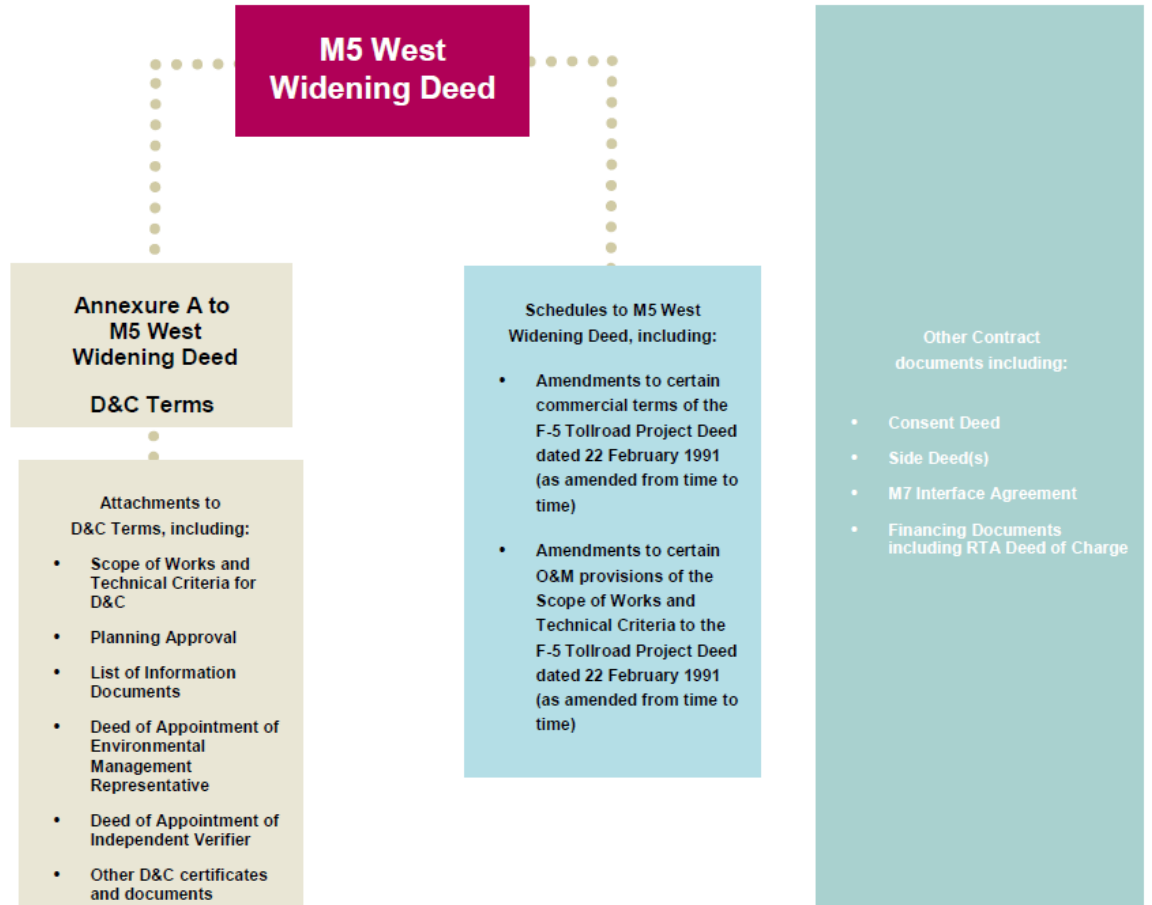 M5 West
Widening Deed
Annexure A to
M5 West
Widening Deed
D&C Terms
Attachments to
D&C Terms, including:
• Scope of Works and
Technical Criteria for
D&C
• Planning Approval
• List of Information
Documents
• Deed of Appointment of
Environmental
Management
Representative
• Deed of Appointment of
Independent Verifier
• Other D&C certificates
and documents
Schedules to M5 West
Widening Deed, including:
• Amendments to certain
commercial terms of the
F-5 Tollroad Project Deed
dated 22 February 1991
(as amended from time to
time)
• Amendments to certain
O&M provisions of the
Scope of Works and
Technical Criteria to the
F-5 Tollroad Project Deed
dated 22 February 1991
(as amended from time to
time)
Other Contract
documents including:
• Consent Deed
• Side Deed(s)
• M7 Interface Agreement
• Financing Documents
including RTA Deed of Charge